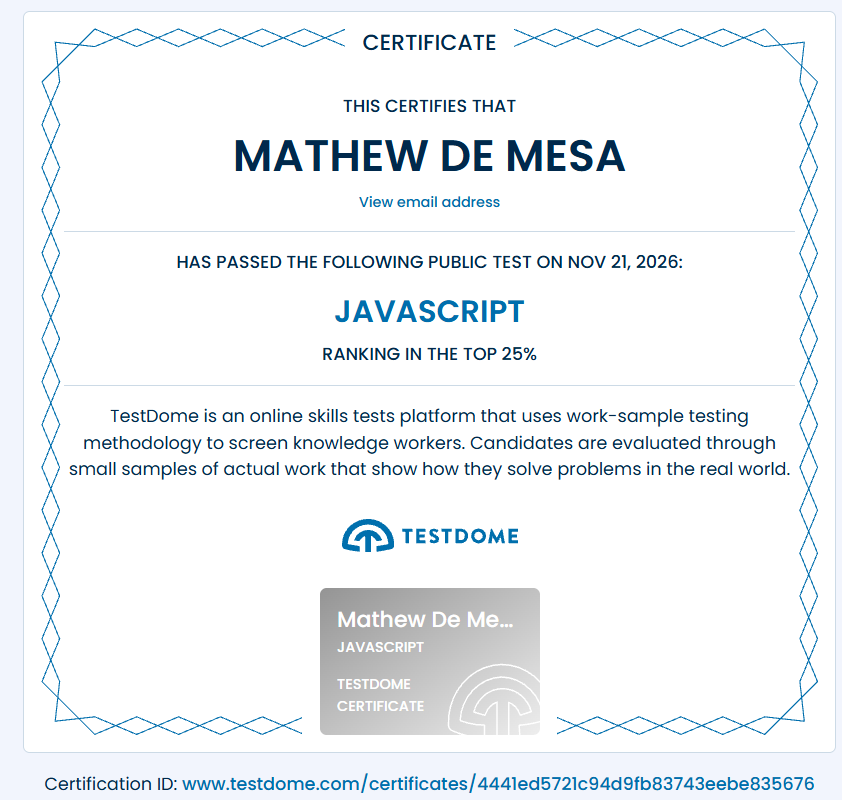 CERTIFICATE
THIS CERTIFIES THAT
MATHEW DE MESA
View email address
HAS PASSED THE FOLLOWING PUBLIC TEST ON NOV 21, 2026:
JAVASCRIPT
RANKING IN THE TOP 25%
TestDome is an online skills tests platform that uses work-sample testing
methodology to screen knowledge workers. Candidates are evaluated through
small samples of actual work that show how they solve problems in the real world.
TESTDOME
Mathew De Me...
JAVASCRIPT
TESTDOME
CERTIFICATE
Certification ID: www.testdome.com/certificates/4441ed5721c94d9fb83743eebe835676